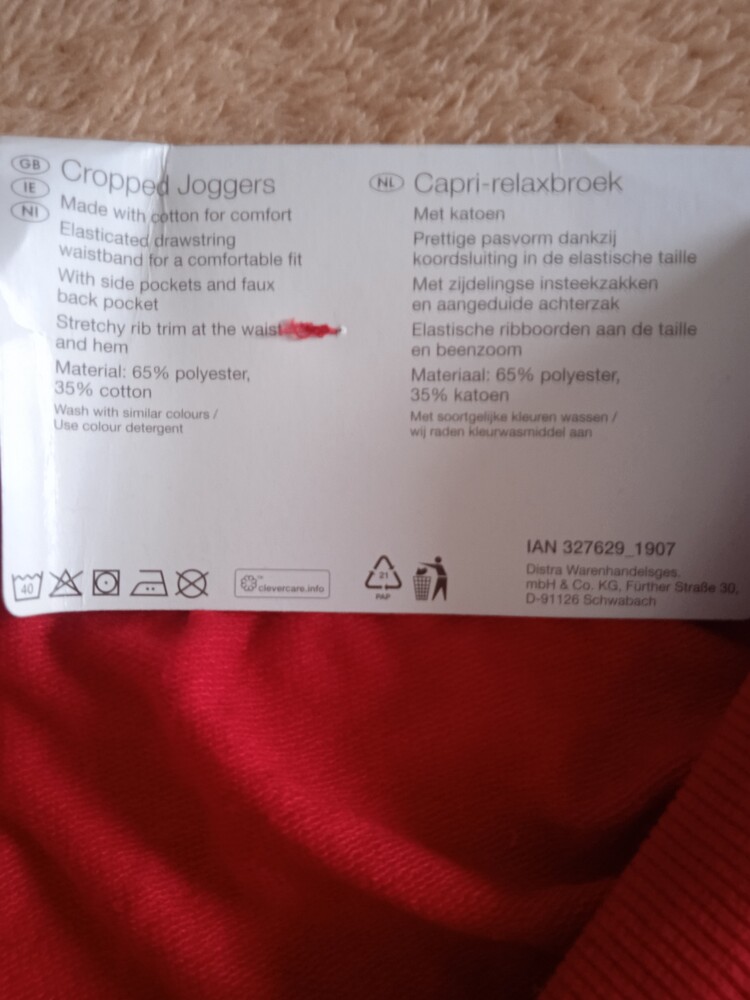 GB
IE
NI
Cropped Joggers
Made with cotton for comfort
Elasticated drawstring
waistband for a comfortable fit
With side pockets and faux
back pocket
Stretchy rib trim at the waist
and hem
Material: 65% polyester,
35% cotton
Wash with similar colours /
Use colour detergent
NL
Capri-relaxbroek
Met katoen
Prettige pasvorm dankzij
koordsluiting in de elastische taille
Met zijdelingse insteekzakken
en aangeduide achterzak
Elastische ribboorden aan de taille
en beenzoom
Materiaal: 65% polyester,
35% katoen
Met soortgelijke kleuren wassen /
wij raden kleurwasmiddel aan
40
clevercare.info
21
PAP
IAN 327629_1907
Distra Warenhandelsges.
mbH & Co. KG, Fürther Straße 30,
D-91126 Schwabach